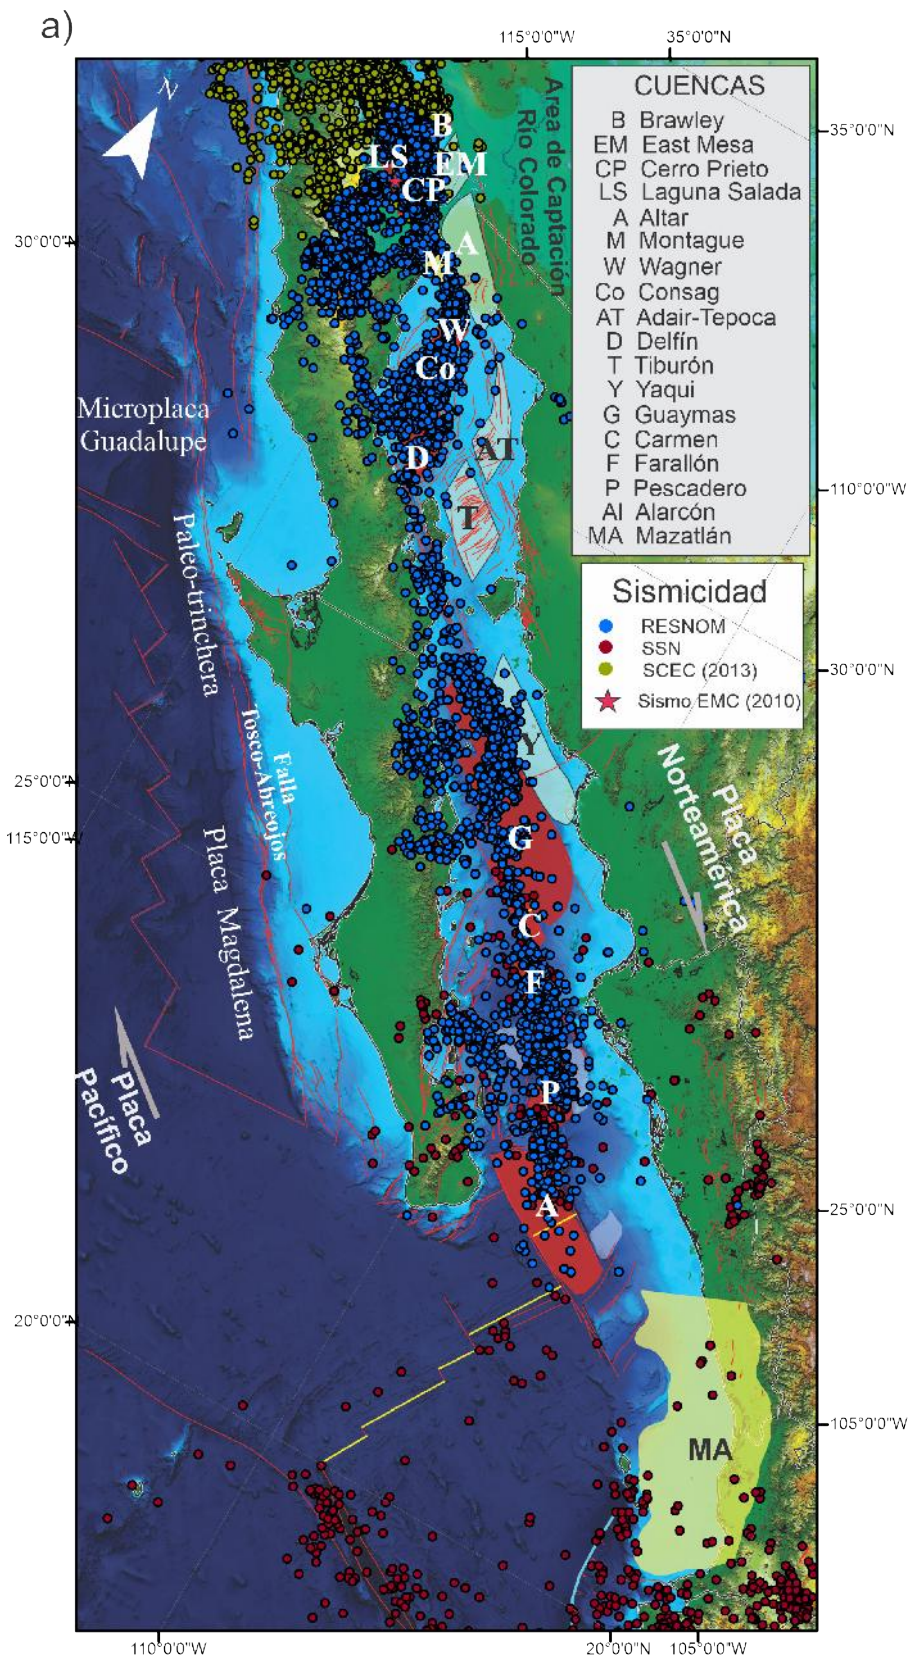 a)
115°0'0"W
35°0'0"N
N
CUENCAS
B Brawley
EM East Mesa
CP Cerro Prieto
LS Laguna Salada
A Altar
M Montague
W Wagner
Co Consag
AT Adair-Tepoca
D Delfín
T Tiburón
Y Yaqui
G Guaymas
C Carmen
F Farallón
P Pescadero
Al Alarcón
MA Mazatlán
Sismicidad
RESNOM
SSN
SCEC (2013)
Sismo EMC (2010)
Area de Captación
Río Colorado
B
LS
EM
CP
A
M
W
Co
D
AT
T
Y
G
C
F
P
A
MA
Microplaca
Guadalupe
Paleo-trinchera
Falla
Tosco-Abreojos
Placa Magdalena
Placa
Pacífico
Placa
Norteamérica
30°0'0"N
25°0'0"N
115°0'0"W
20°0'0"N
35°0'0"N
110°0'0"W
30°0'0"N
25°0'0"N
105°0'0"W
110°0'0"W
20°0'0"N
105°0'0"W